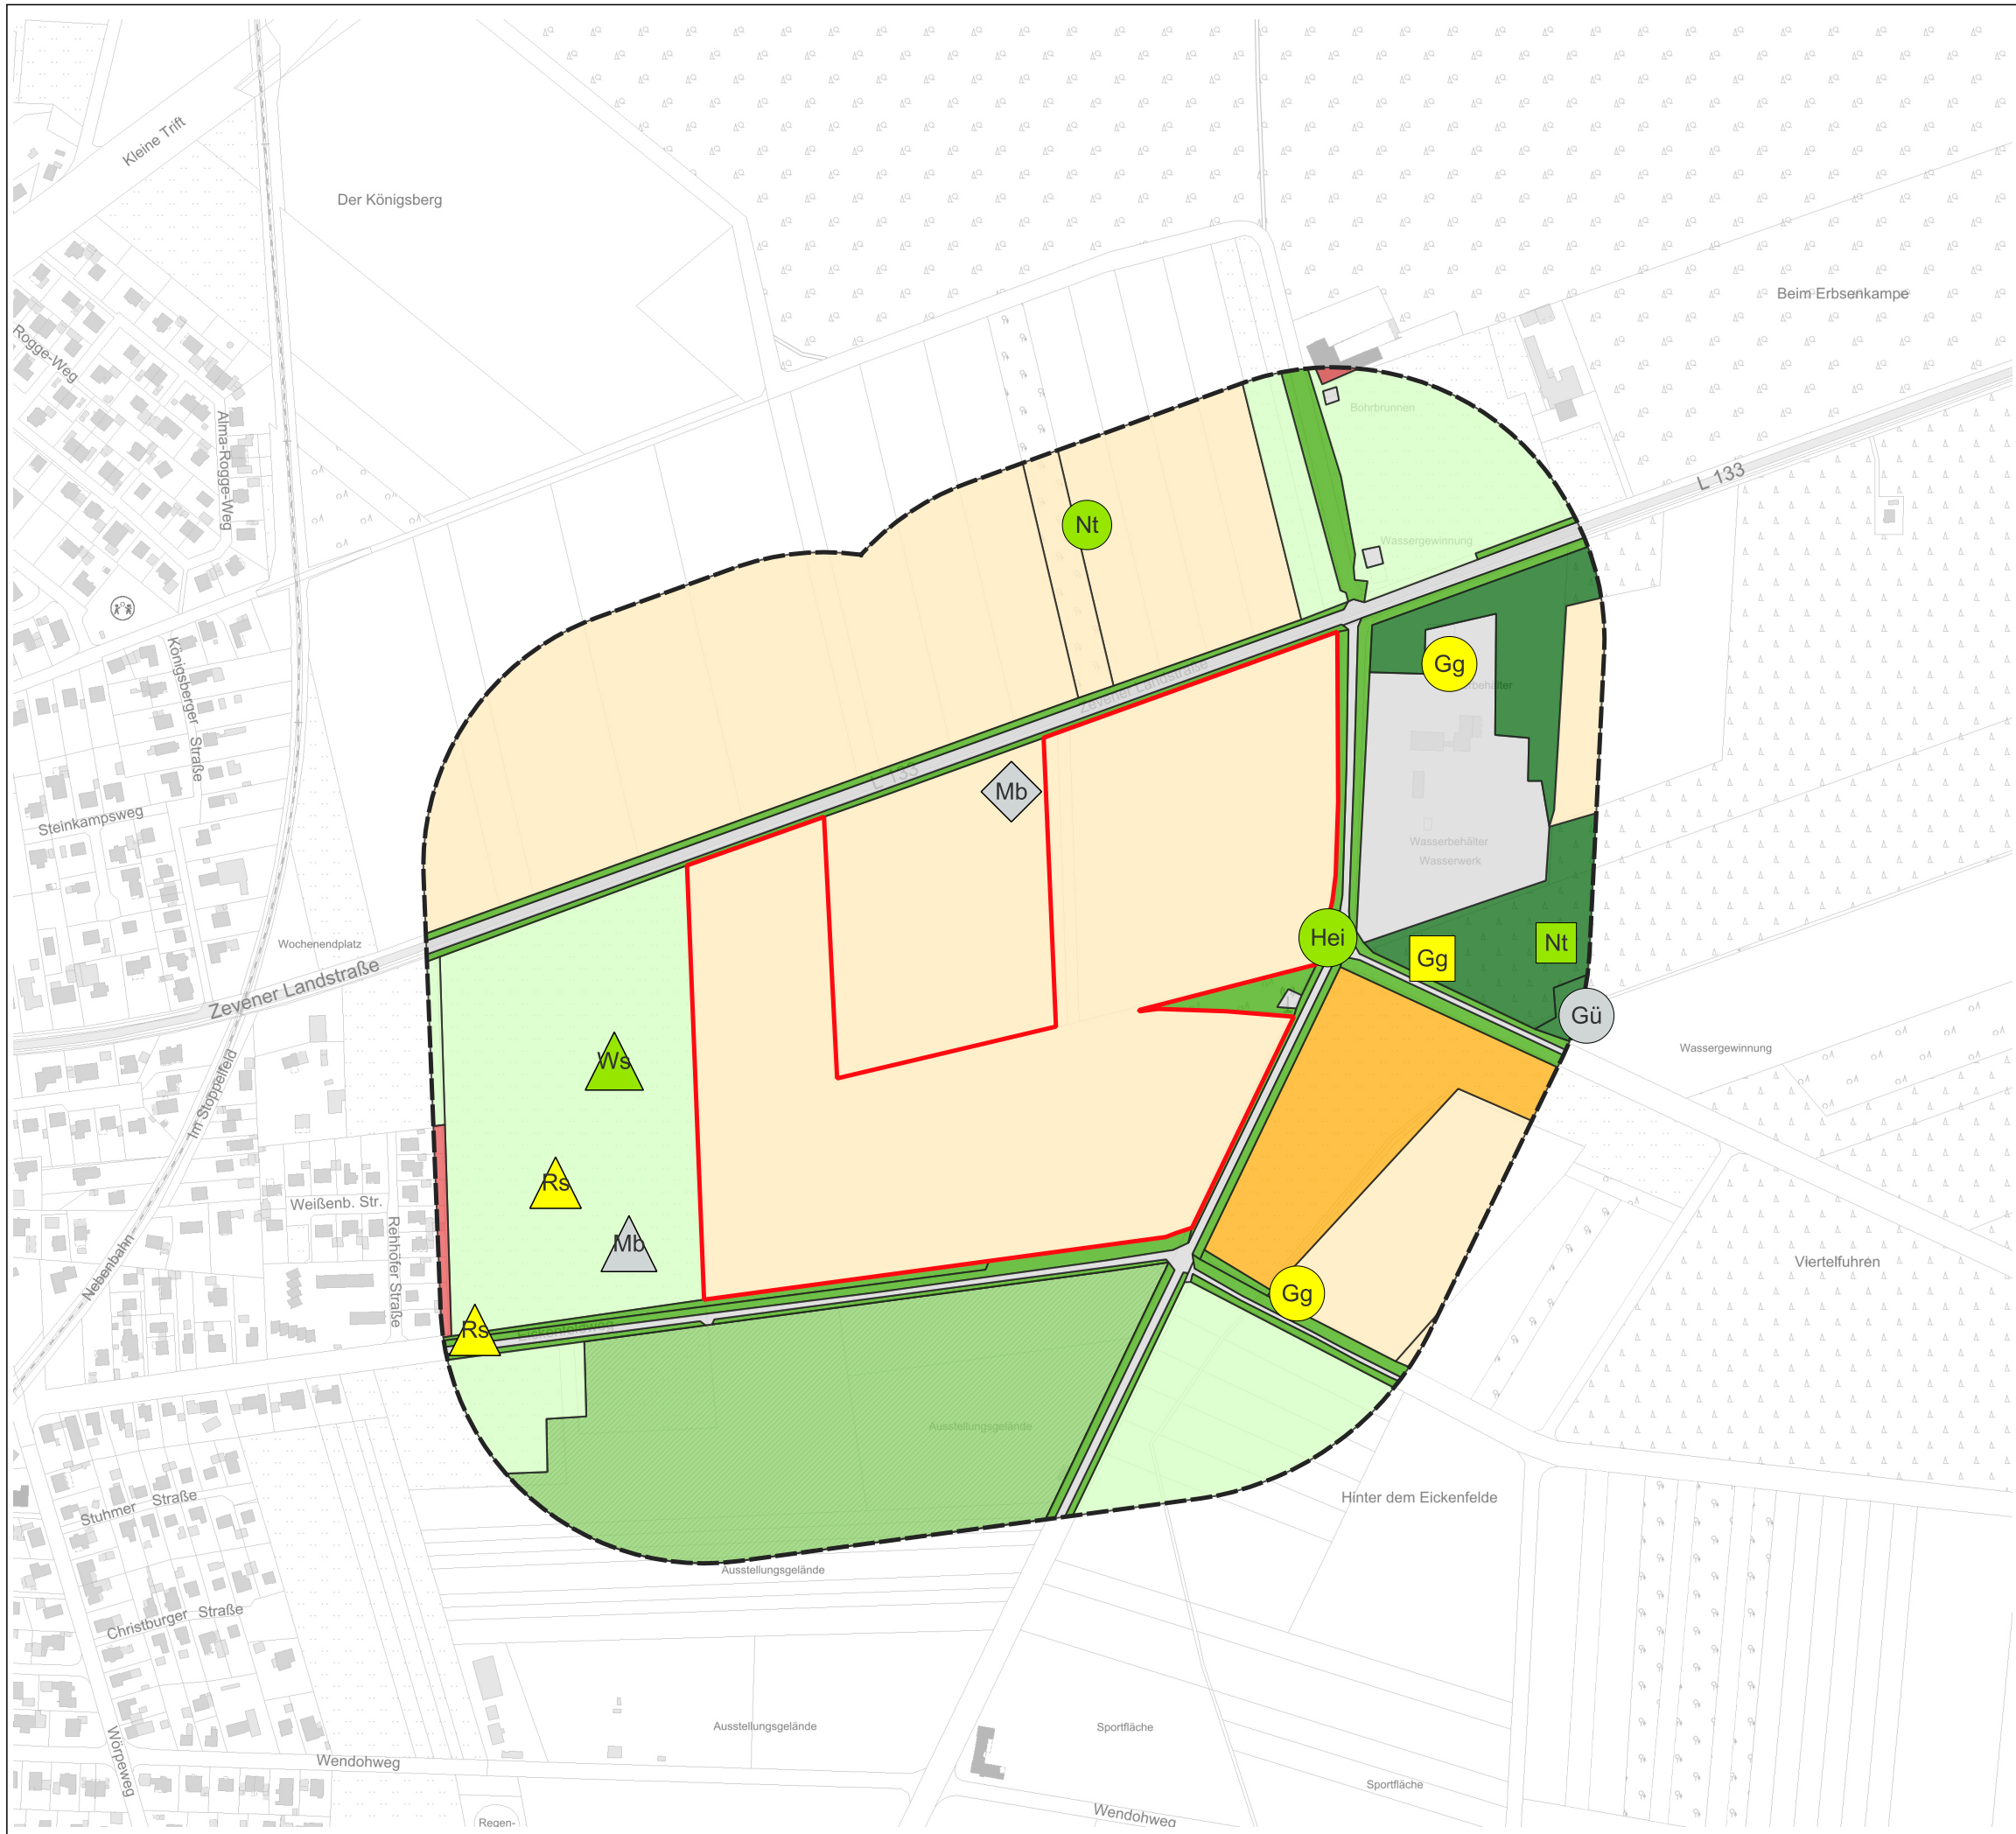 Kleine Trift
Der Königsberg
Beim Erbsenkampe
Rogge-Weg
Alma-Rogge-Weg
Bohrbrunnen
L 133
Nt
Wassergewinnung
Königsberger Straße
Gg
Zevener Landstraße
L 133
Mb
Steinkampsweg
Wasserbehälter
Wasserwerk
Wochenendplatz
Hei
Gg
Nt
Zevener Landstraße
Gü
Wassergewinnung
Ws
Im Stoppelfeld
Rs
Weißenb. Str.
Rehhöfer Straße
Mb
Nebenbahn
Viertelfuhren
Gg
Rs
Eickenfeldweg
Ausstellungsgelände
Stuhmer Straße
Hinter dem Eickenfelde
Ausstellungsgelände
Christburger Straße
Ausstellungsgelände
Sportfläche
Wörpeweg
Wendohweg
Sportfläche
Wendohweg
Regen-